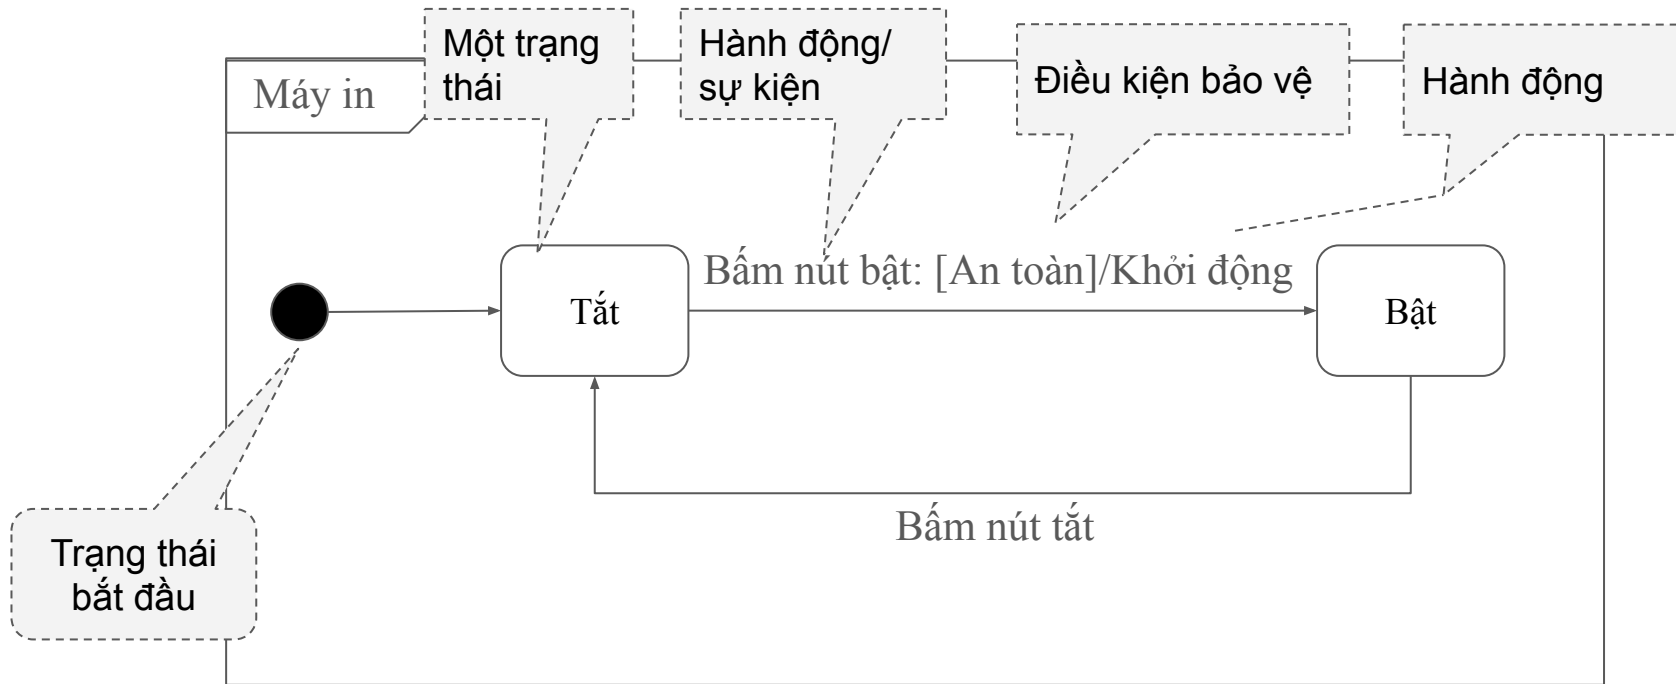 Một trạng
thái
Hành động/
sự kiện
Điều kiện bảo vệ
Hành động
Máy in
Bấm nút bật: [An toàn]/Khởi động
Tắt
Bật
Bấm nút tắt
Trạng thái
bắt đầu